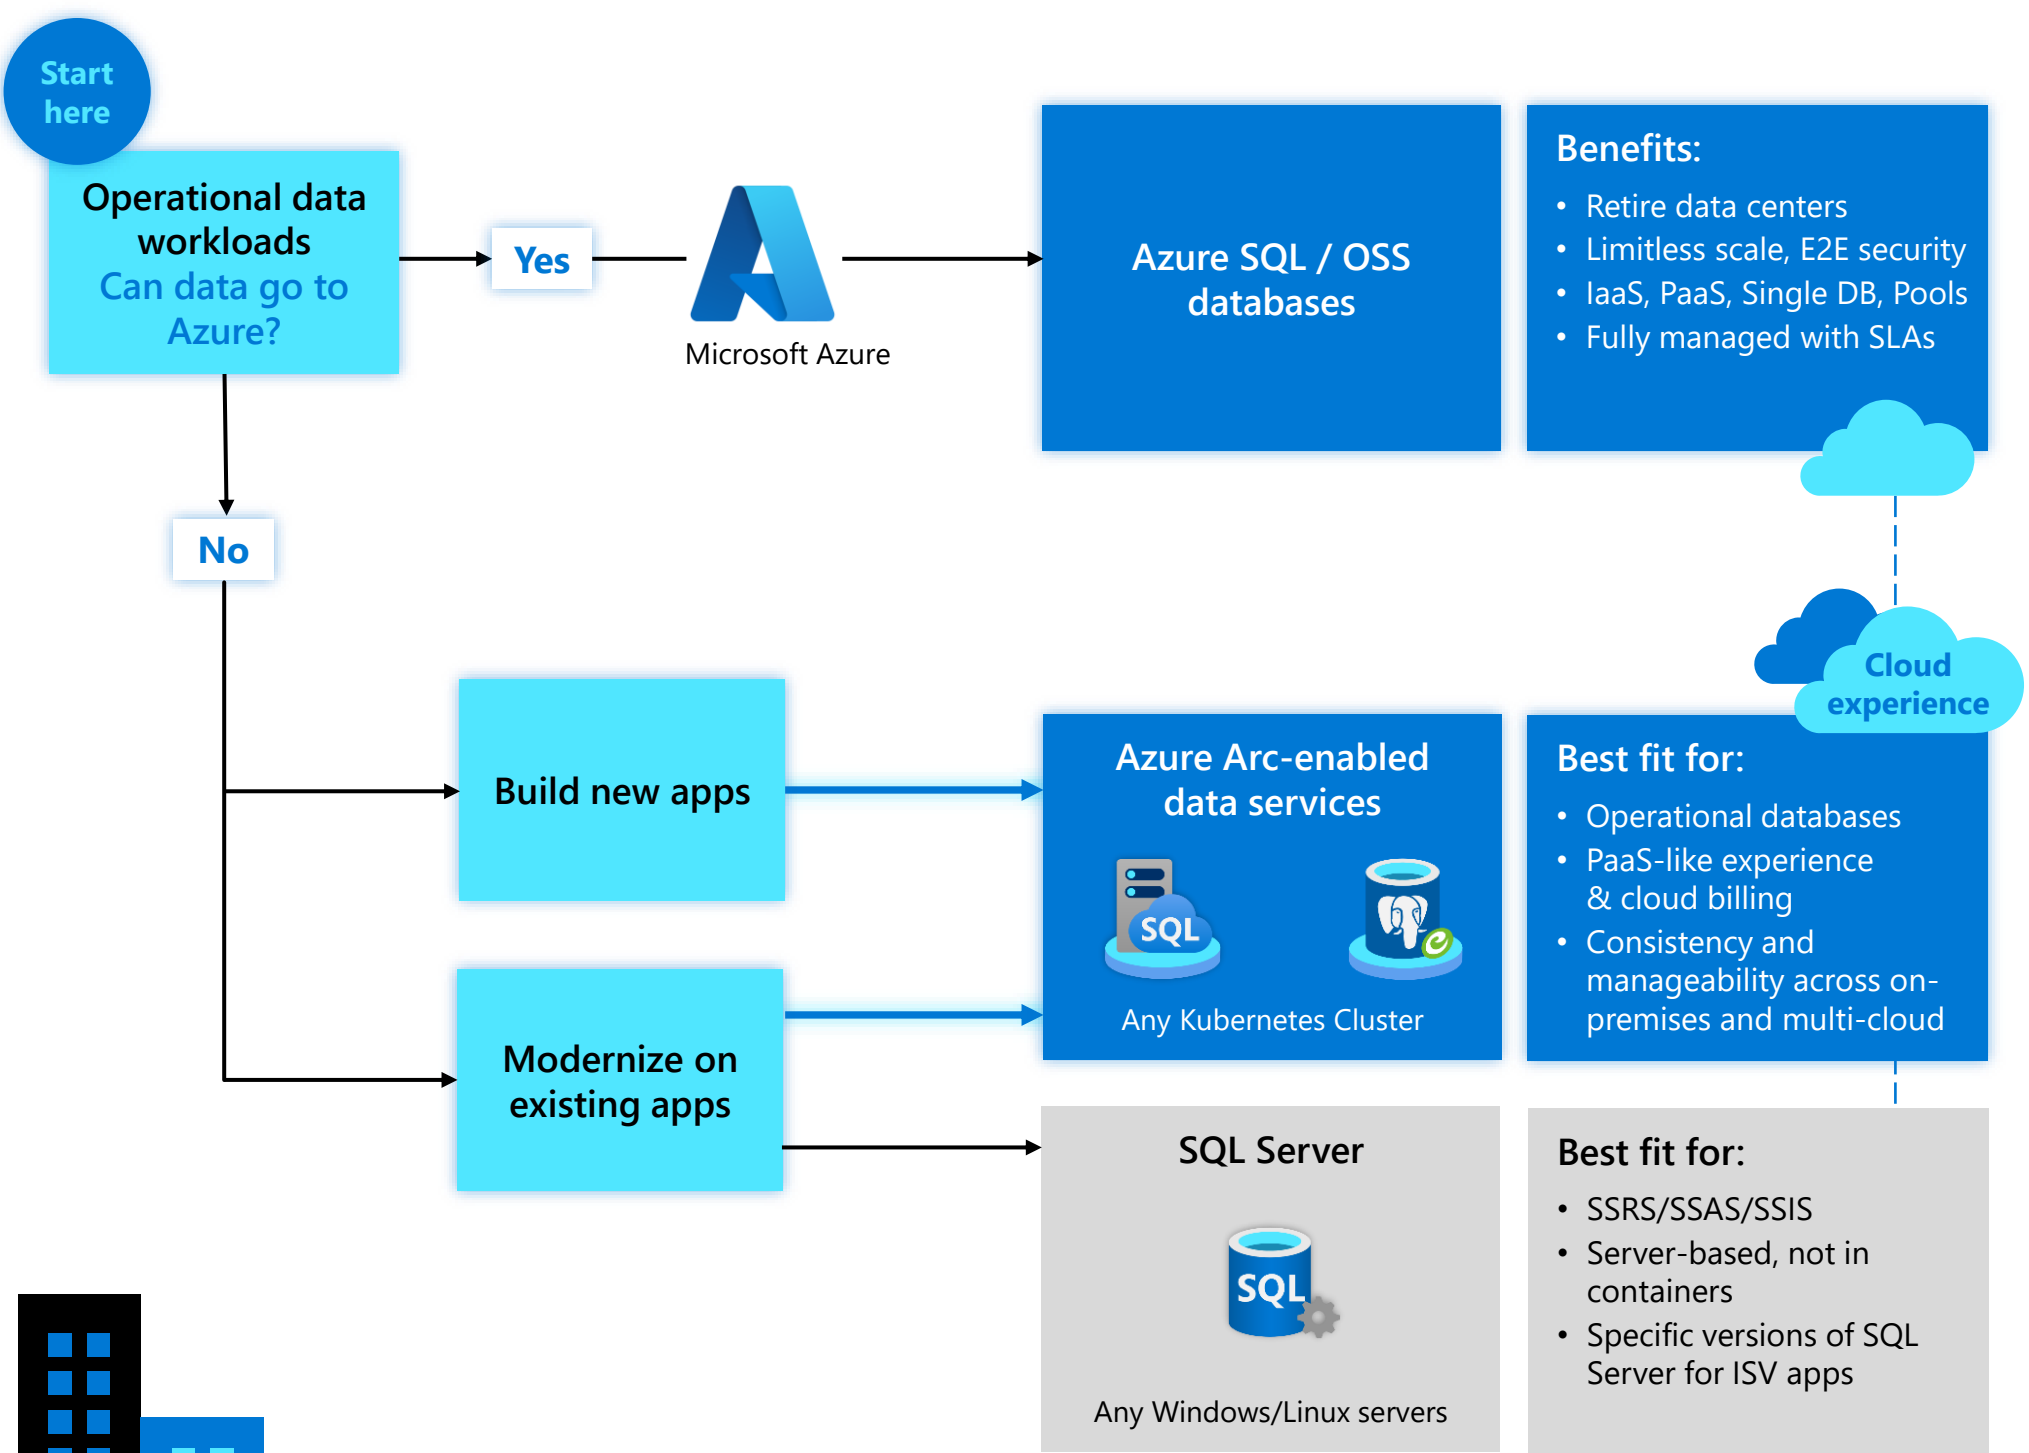 Start
here
Operational data
workloads
Can data go to
Azure?
Yes
Microsoft Azure
Azure SQL / OSS
databases
Benefits:
• Retire data centers
• Limitless scale, E2E security
• IaaS, PaaS, Single DB, Pools
• Fully managed with SLAs
No
Cloud
experience
Build new apps
Azure Arc-enabled
data services
SQL
Any Kubernetes Cluster
Best fit for:
• Operational databases
• PaaS-like experience
& cloud billing
• Consistency and
manageability across on-
premises and multi-cloud
Modernize on
existing apps
SQL Server
SQL
Any Windows/Linux servers
Best fit for:
• SSRS/SSAS/SSIS
• Server-based, not in
containers
• Specific versions of SQL
Server for ISV apps